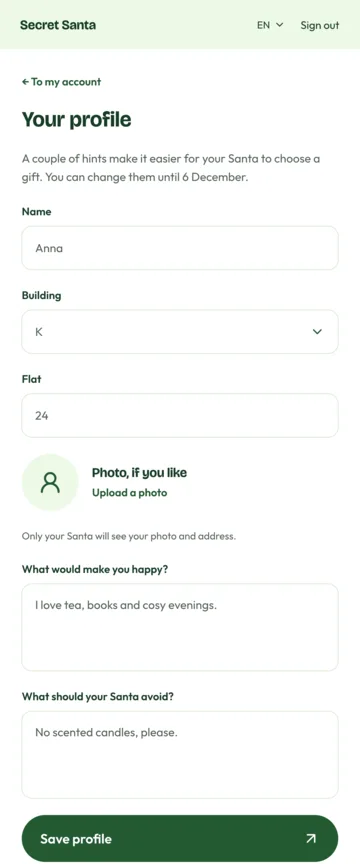 Secret Santa
EN
Sign out
← To my account
Your profile
A couple of hints make it easier for your Santa to choose a
gift. You can change them until 6 December.
Name
Anna
Building
K
Flat
24
Photo, if you like
Upload a photo
Only your Santa will see your photo and address.
What would make you happy?
I love tea, books and cosy evenings.
What should your Santa avoid?
No scented candles, please.
Save profile